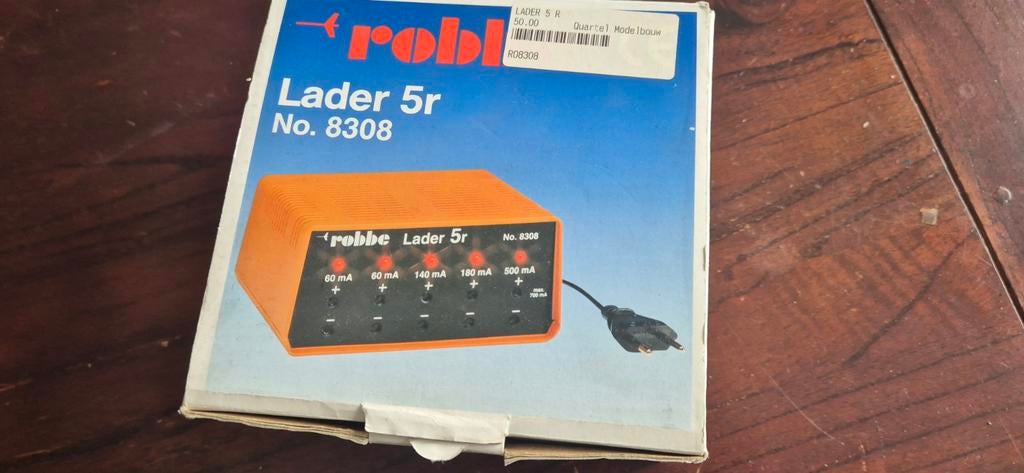 robb
LADER 5 R
50.00 Quartel Modelbouw
RO8308
Lader 5r
No. 8308
robbe Lader 5r No. 8308
60 mA 60 mA 140 mA 180 mA 500 mA
+ + + + +
max.
700 mA
- - - - -